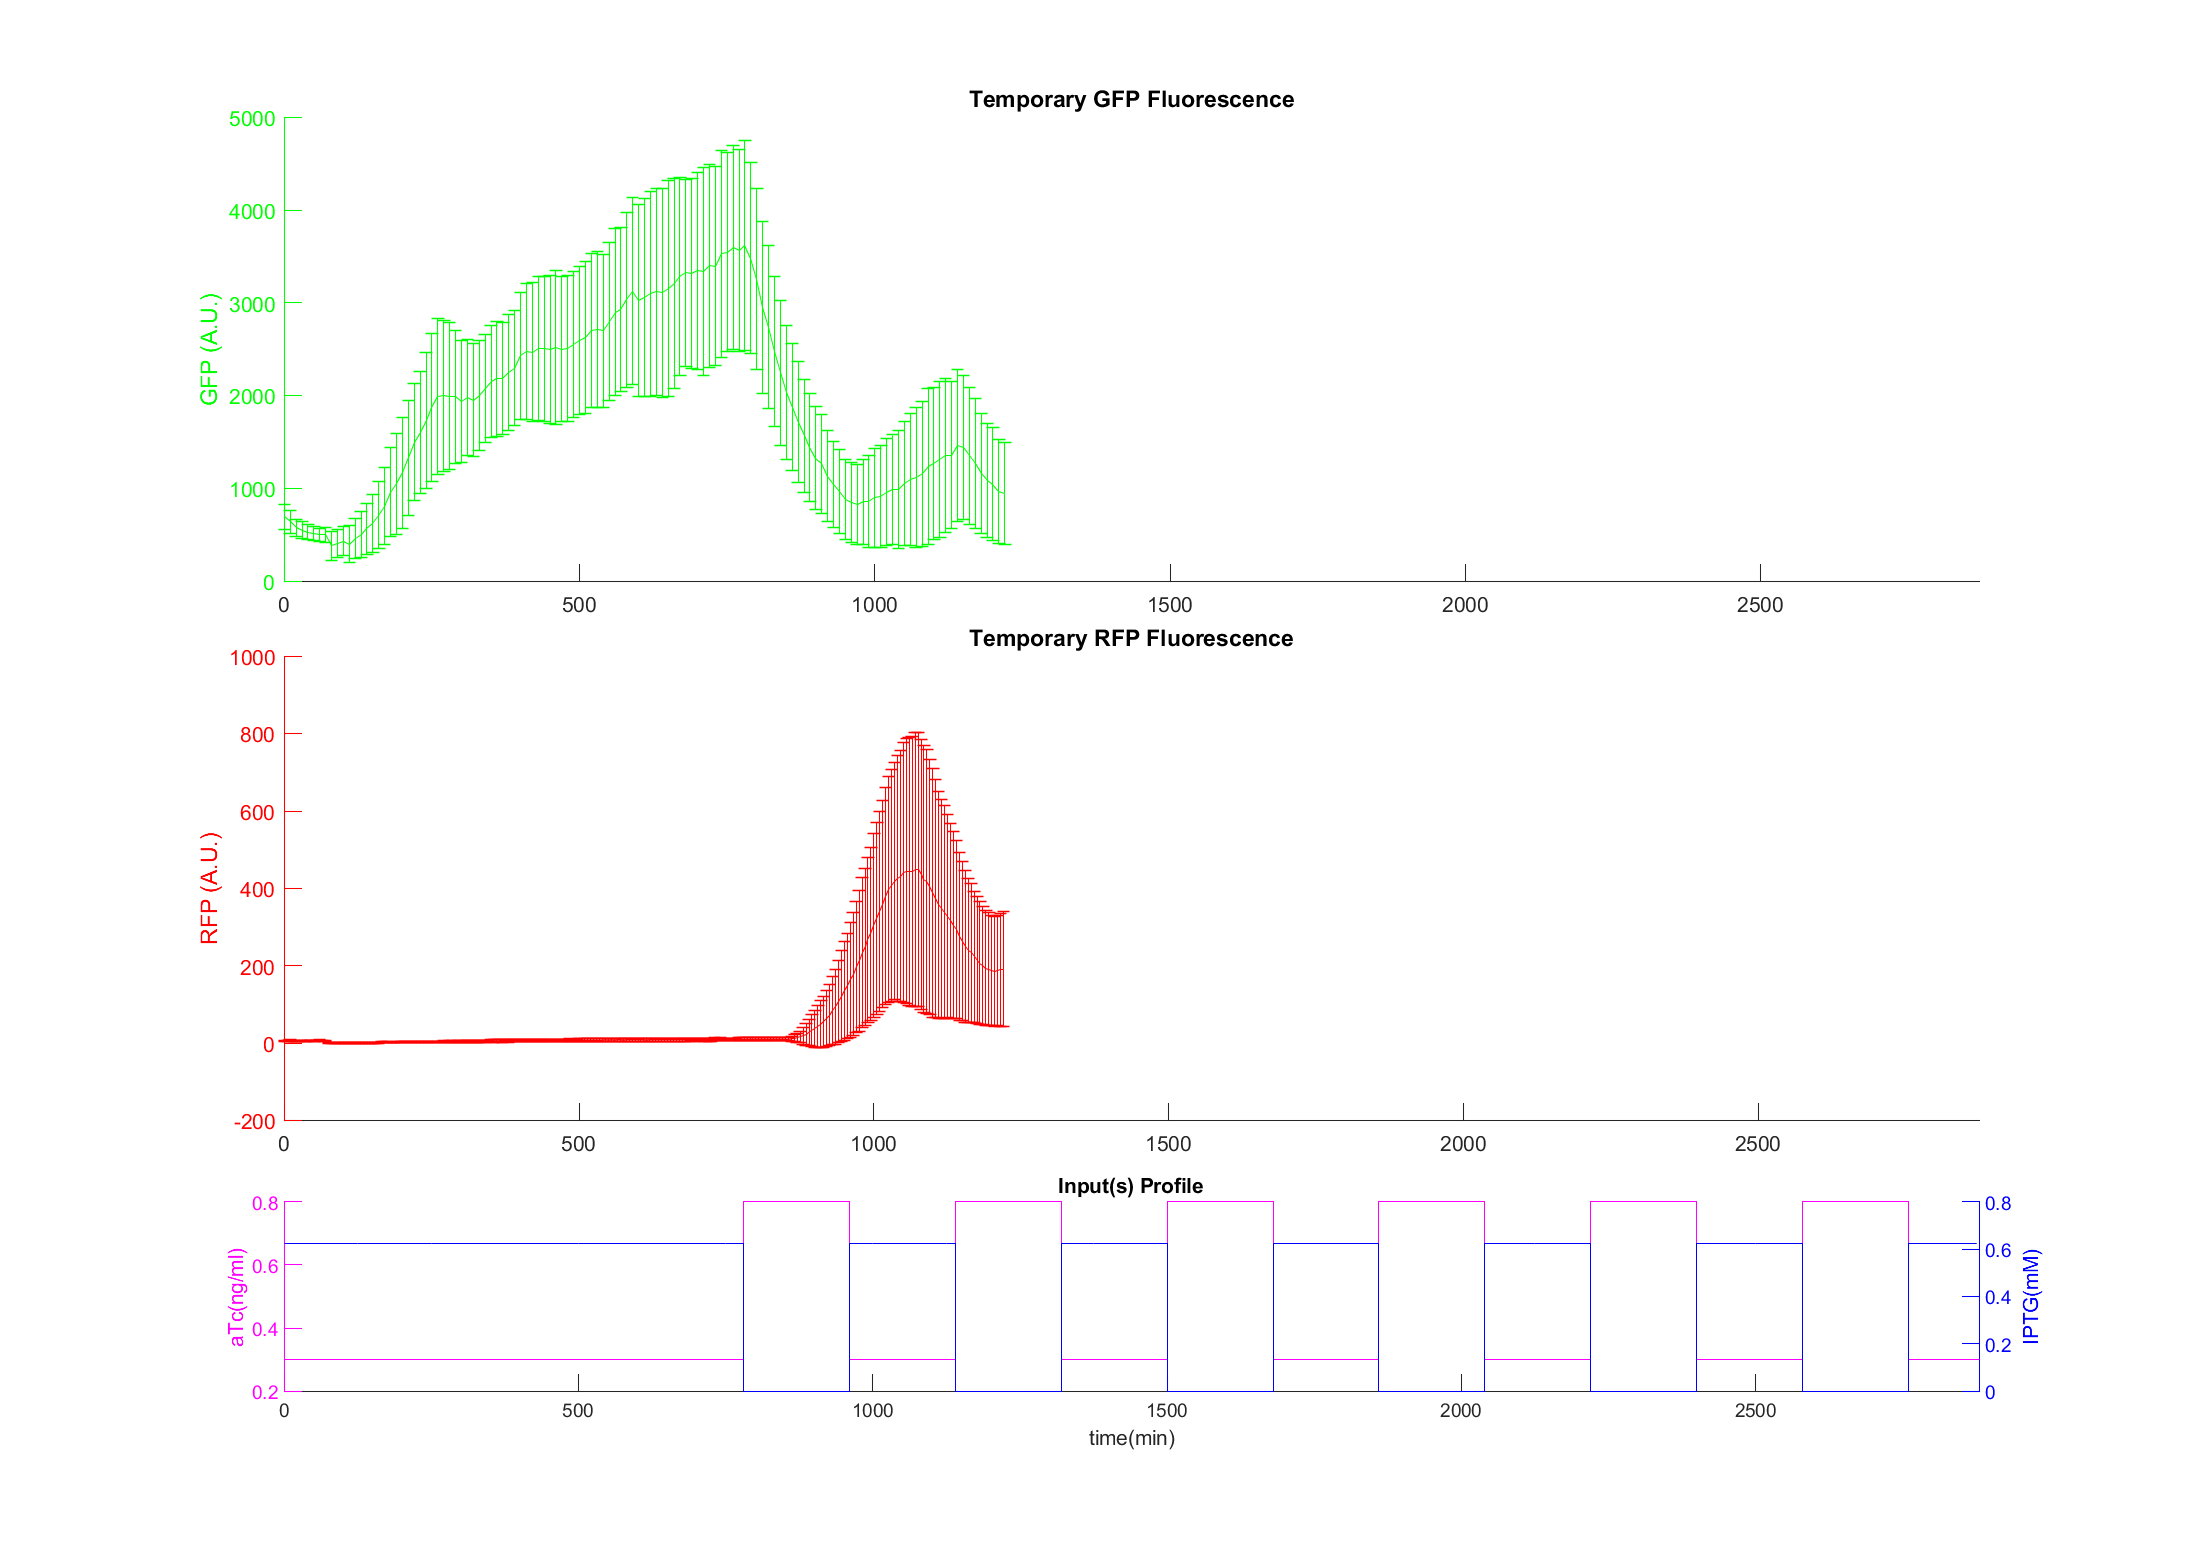 Temporary GFP Fluorescence
5000
4000
3000
2000
1000
0
GFP (A.U.)
0 500 1000 1500 2000 2500
Temporary RFP Fluorescence
1000
800
600
400
200
0
-200
RFP (A.U.)
0 500 1000 1500 2000 2500
Input(s) Profile
0.8
0.6
0.4
0.2
aTc(ng/ml)
0.8
0.6
0.4
0.2
0
IPTG(mM)
0 500 1000 1500 2000 2500
time(min)